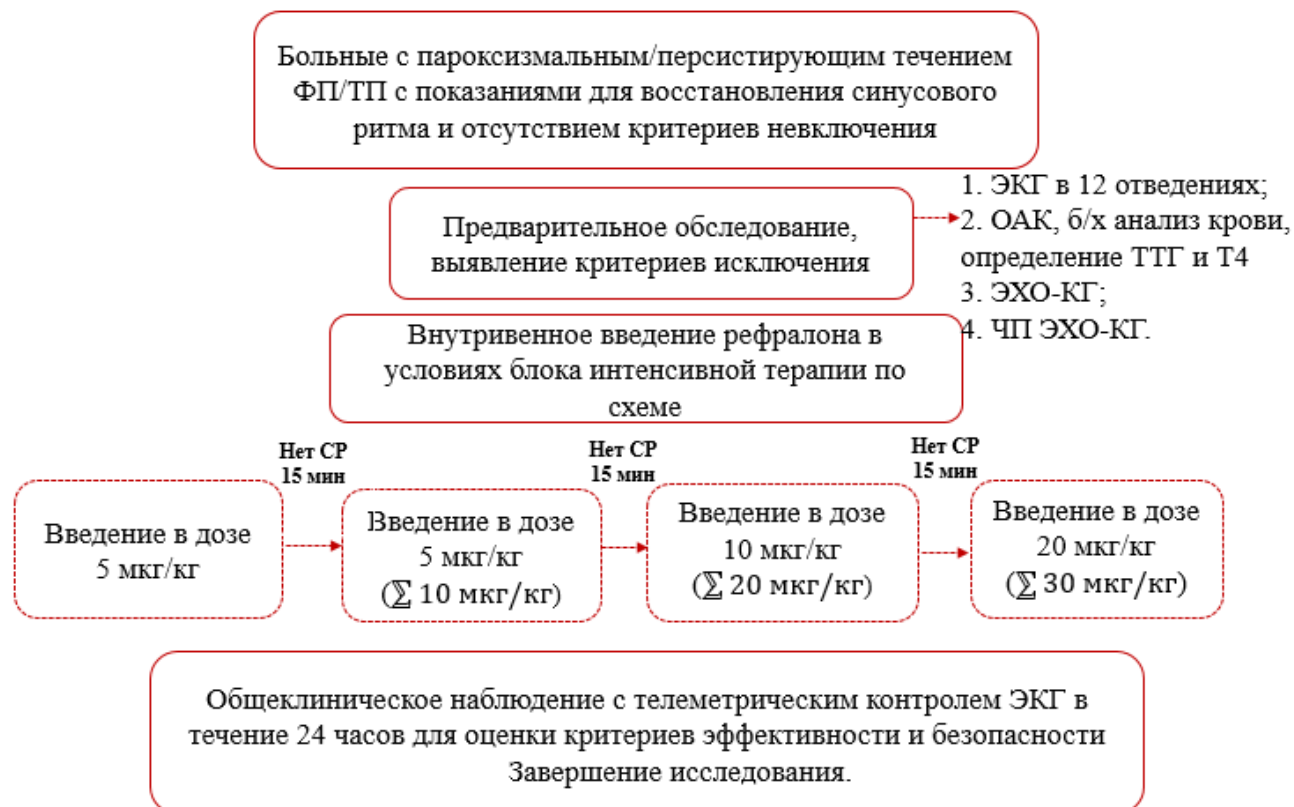 Больные с пароксизмальным/персистирующим течением
ФП/ТП с показаниями для восстановления синусового
ритма и отсутствием критериев невключения
Предварительное обследование,
выявление критериев исключения
1. ЭКГ в 12 отведениях;
2. ОАК, б/х анализ крови,
определение ТТГ и Т4
3. ЭХО-КГ;
4. ЧП ЭХО-КГ.
Внутривенное введение рефралона в
условиях блока интенсивной терапии по
схеме
Нет СР
15 мин
Нет СР
15 мин
Нет СР
15 мин
Введение в дозе
5 мкг/кг
Введение в дозе
5 мкг/кг
(∑ 10 мкг/кг)
Введение в дозе
10 мкг/кг
(∑ 20 мкг/кг)
Введение в дозе
20 мкг/кг
(∑ 30 мкг/кг)
Общеклиническое наблюдение с телеметрическим контролем ЭКГ в
течение 24 часов для оценки критериев эффективности и безопасности
Завершение исследования.